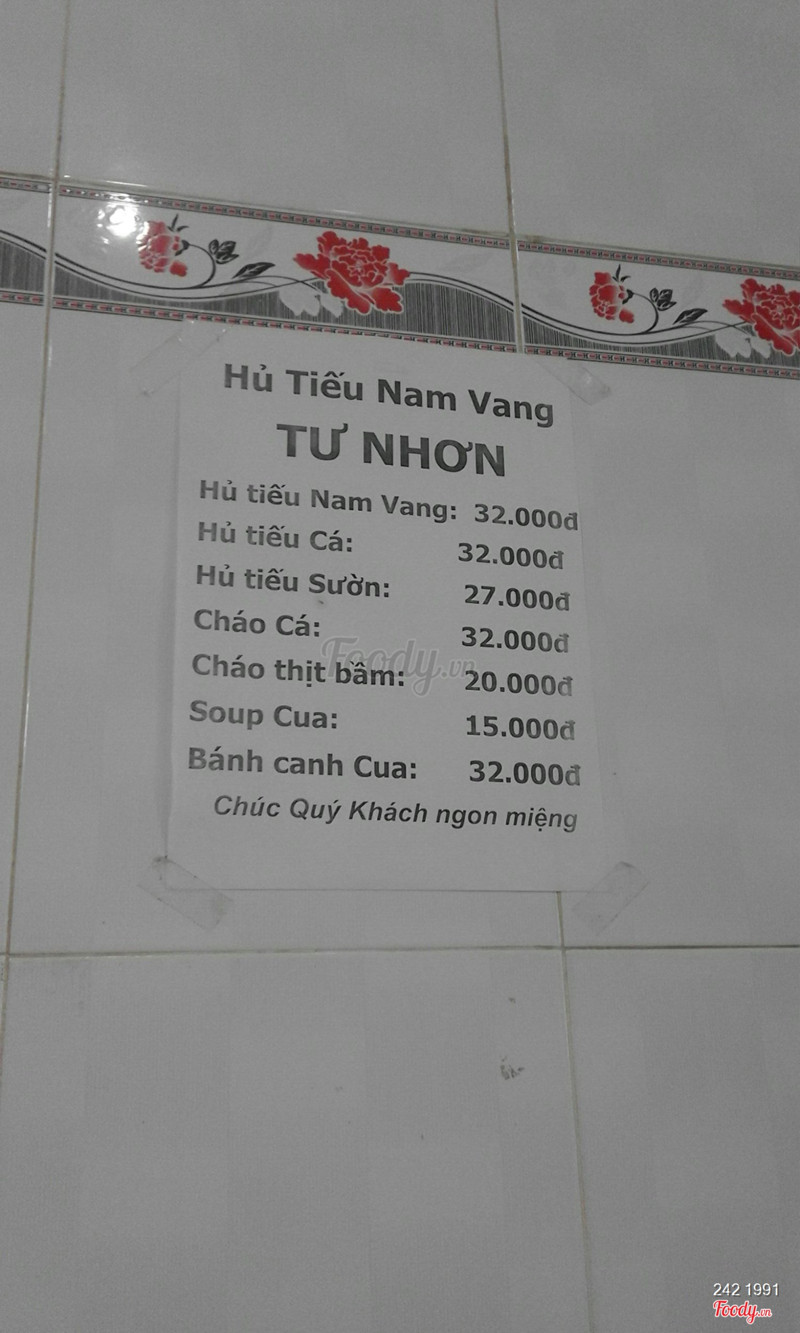 Hủ Tiếu Nam Vang
TƯ NHƠN
Hủ tiếu Nam Vang: 32.000đ
Hủ tiếu Cá: 32.000đ
Hủ tiếu Sườn: 27.000đ
Cháo Cá: 32.000đ
Cháo thịt bầm: 20.000đ
Soup Cua: 15.000đ
Bánh canh Cua: 32.000đ
Chúc Quý Khách ngon miệng
Foody.vn
242 1991
Foody.vn